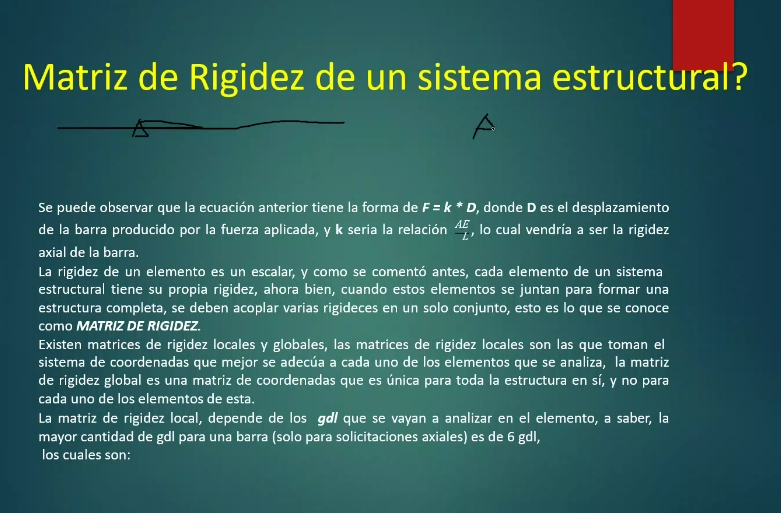 Matriz de Rigidez de un sistema estructural?
Se puede observar que la ecuación anterior tiene la forma de F = k * D, donde D es el desplazamiento
de la barra producido por la fuerza aplicada, y k seria la relación AE/L, lo cual vendría a ser la rigidez
axial de la barra.
La rigidez de un elemento es un escalar, y como se comentó antes, cada elemento de un sistema
estructural tiene su propia rigidez, ahora bien, cuando estos elementos se juntan para formar una
estructura completa, se deben acoplar varias rigideces en un solo conjunto, esto es lo que se conoce
como MATRIZ DE RIGIDEZ.
Existen matrices de rigidez locales y globales, las matrices de rigidez locales son las que toman el
sistema de coordenadas que mejor se adecúa a cada uno de los elementos que se analiza, la matriz
de rigidez global es una matriz de coordenadas que es única para toda la estructura en sí, y no para
cada uno de los elementos de esta.
La matriz de rigidez local, depende de los gdl que se vayan a analizar en el elemento, a saber, la
mayor cantidad de gdl para una barra (solo para solicitaciones axiales) es de 6 gdl,
los cuales son: